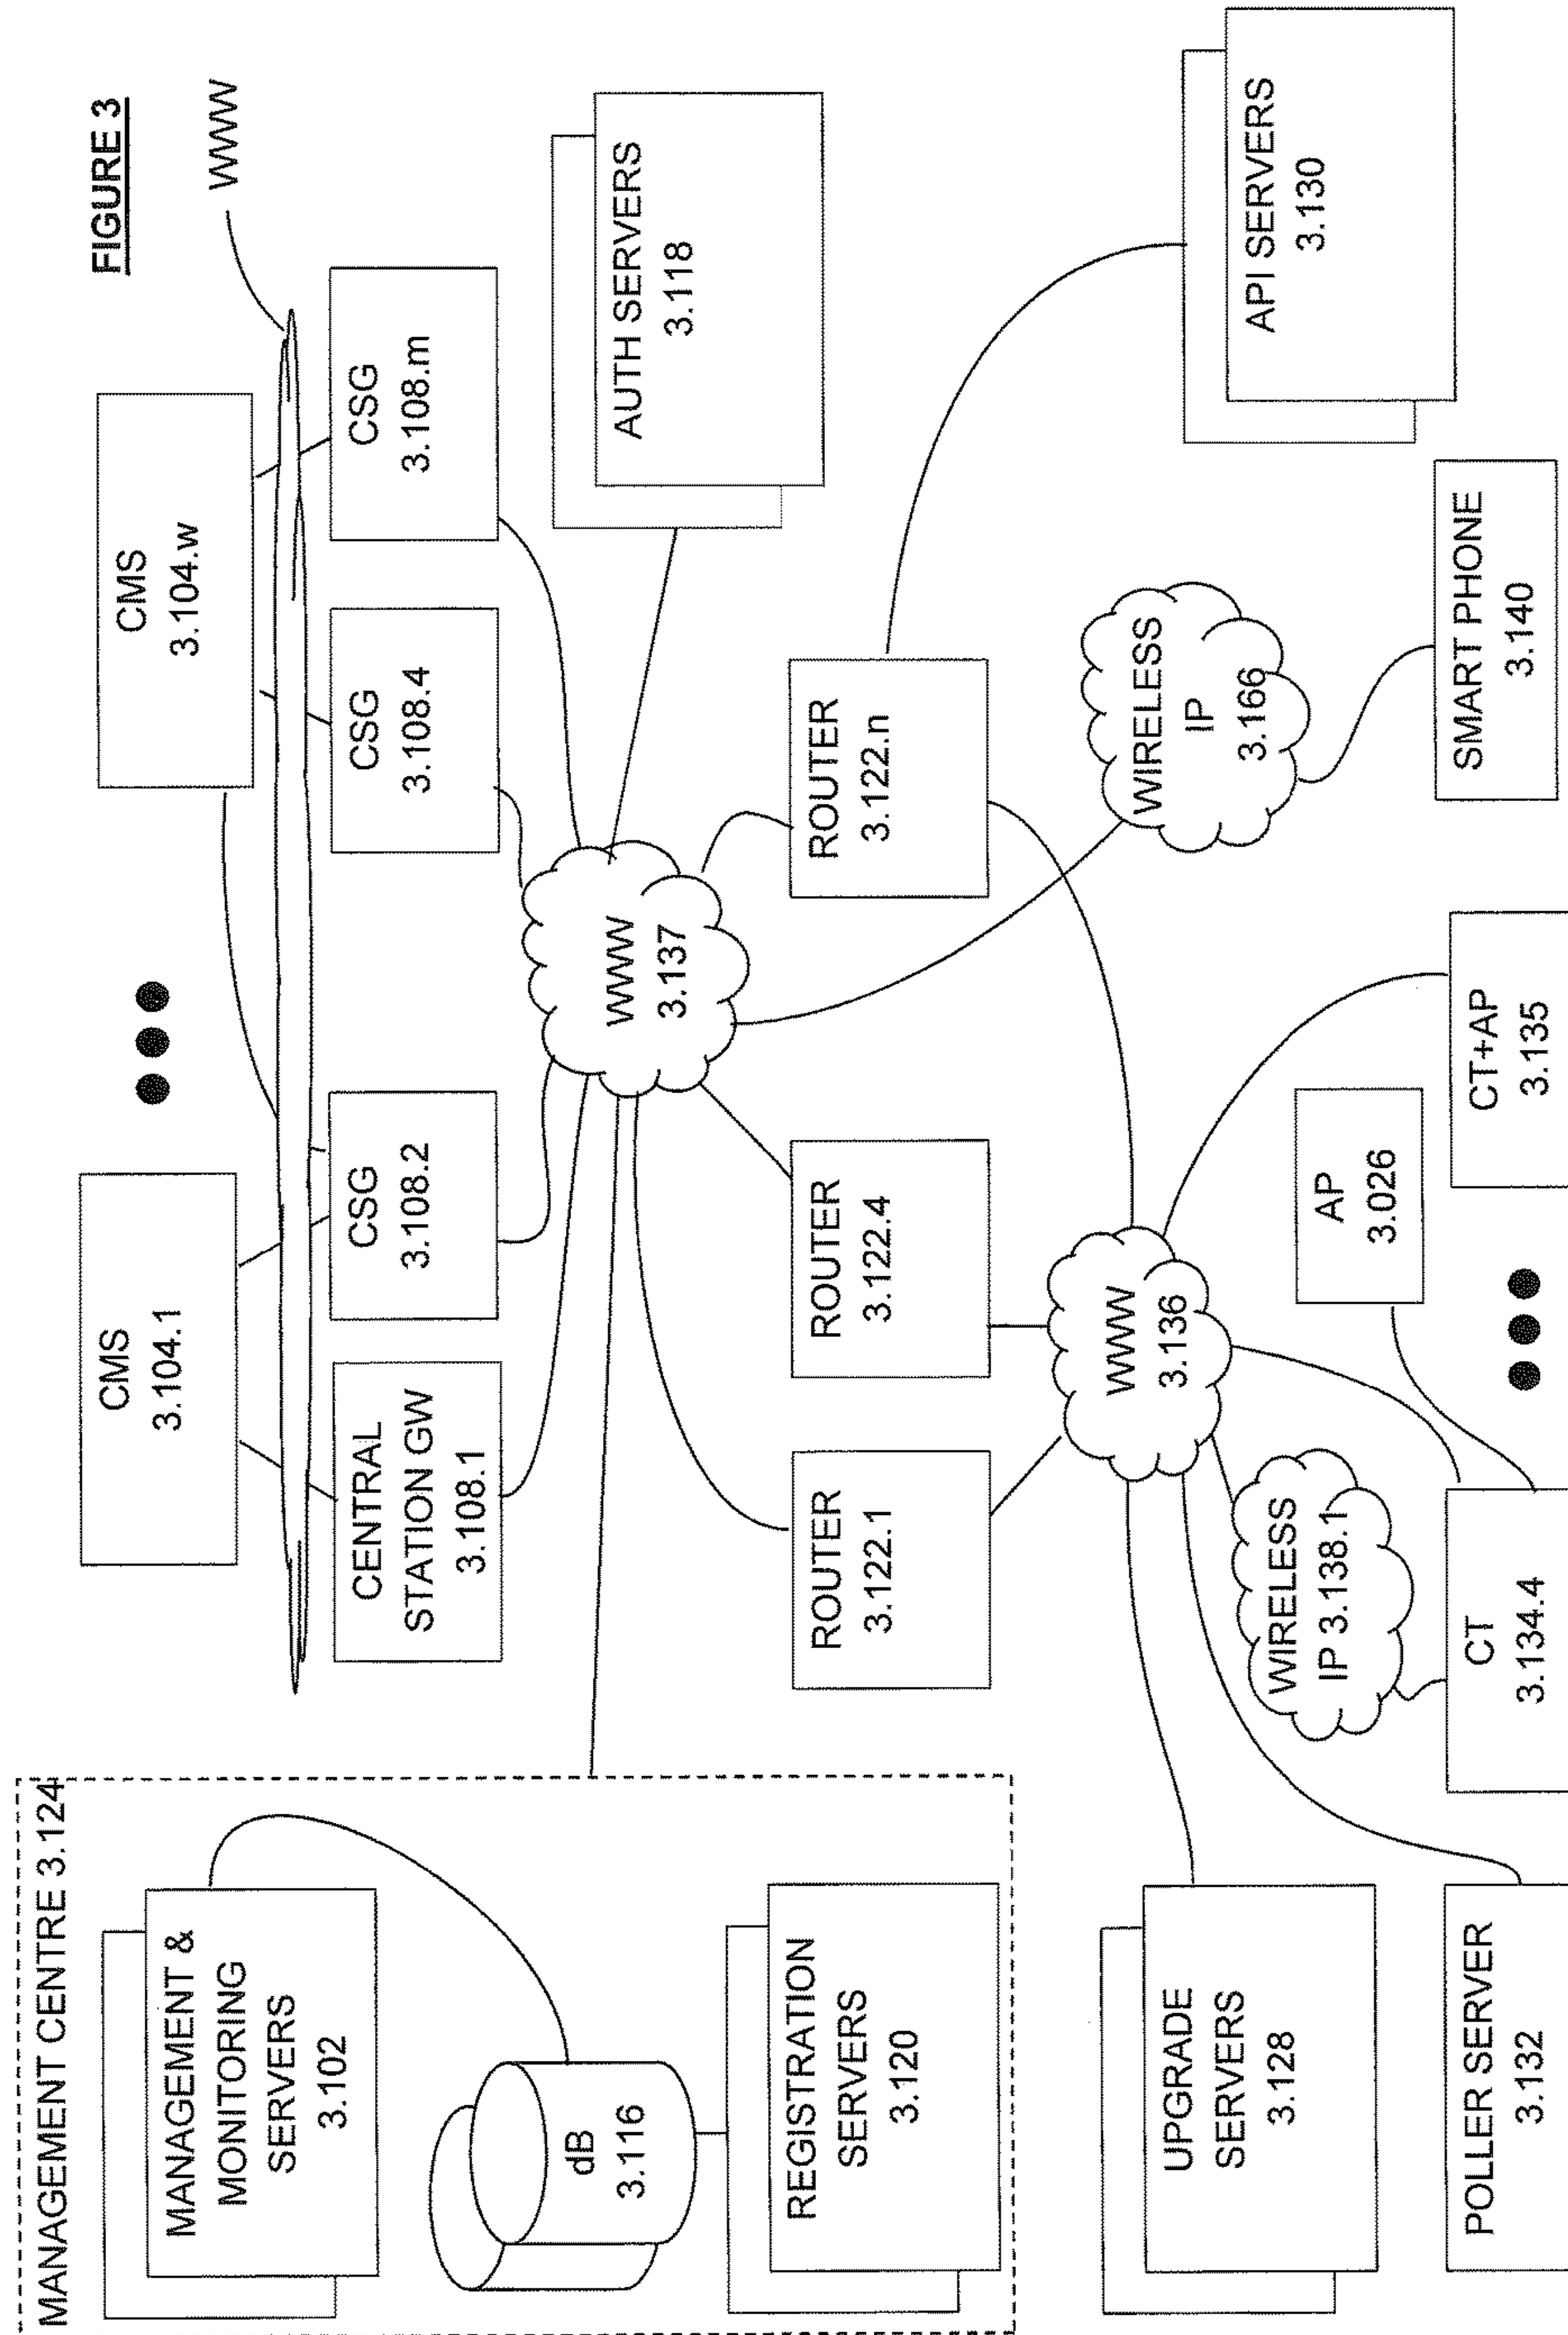 FIGURE 3
WWW
MANAGEMENT CENTRE 3.124
MANAGEMENT &
MONITORING
SERVERS
3.102
dB
3.116
REGISTRATION
SERVERS
3.120
CMS
3.104.1
CMS
3.104.w
CENTRAL
STATION GW
3.108.1
CSG
3.108.2
CSG
3.108.4
CSG
3.108.m
WWW
3.137
AUTH SERVERS
3.118
ROUTER
3.122.1
ROUTER
3.122.4
ROUTER
3.122.n
UPGRADE
SERVERS
3.128
WWW
3.136
WIRELESS
IP
3.166
API SERVERS
3.130
WIRELESS
IP 3.138.1
AP
3.026
POLLER SERVER
3.132
CT
3.134.4
CT+AP
3.135
SMART PHONE
3.140